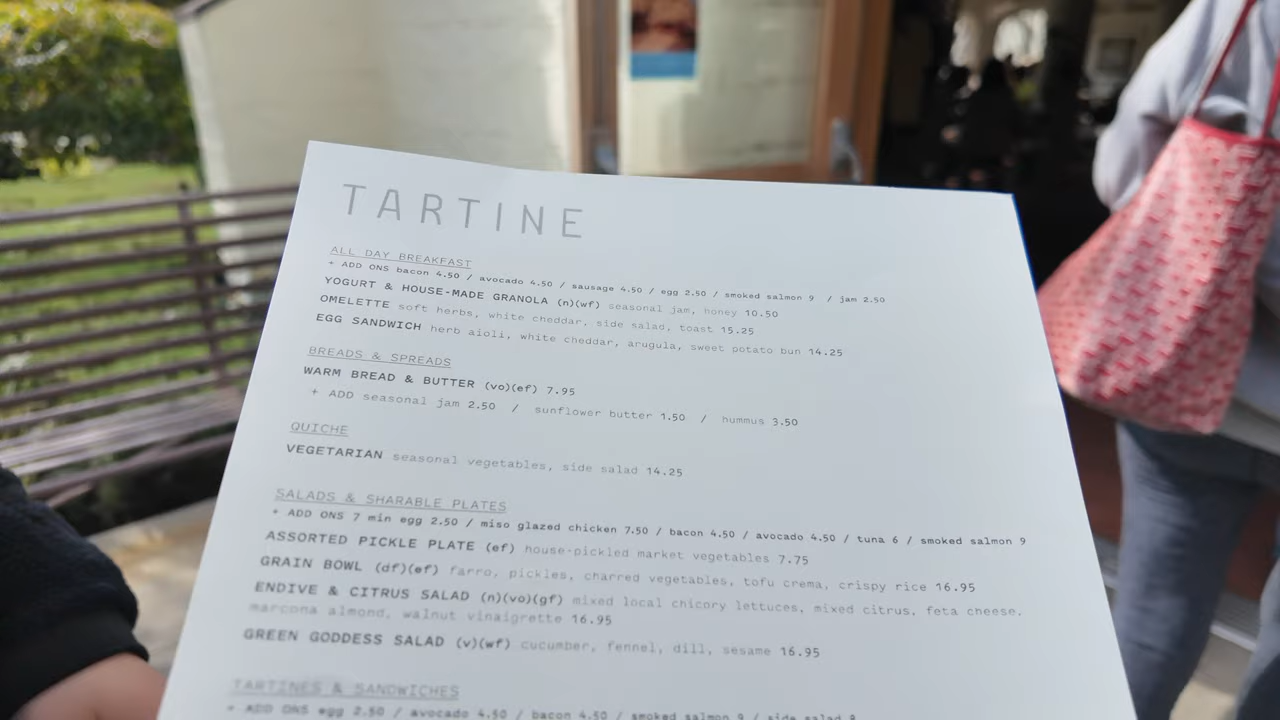 TARTINE
ALL DAY BREAKFAST
+ ADD ONS bacon 4.50 / avocado 4.50 / sausage 4.50 / egg 2.50 / smoked salmon 9 / jam 2.50
YOGURT & HOUSE-MADE GRANOLA (n)(wf) seasonal jam, honey 10.50
OMELETTE soft herbs, white cheddar, side salad, toast 15.25
EGG SANDWICH herb aioli, white cheddar, arugula, sweet potato bun 14.25
BREADS & SPREADS
WARM BREAD & BUTTER (vo)(ef) 7.95
+ ADD seasonal jam 2.50 / sunflower butter 1.50 / hummus 3.50
QUICHE
VEGETARIAN seasonal vegetables, side salad 14.25
SALADS & SHARABLE PLATES
+ ADD ONS 7 min egg 2.50 / miso glazed chicken 7.50 / bacon 4.50 / avocado 4.50 / tuna 6 / smoked salmon 9
ASSORTED PICKLE PLATE (ef) house-pickled market vegetables 7.75
GRAIN BOWL (df)(ef) farro, pickles, charred vegetables, tofu crema, crispy rice 16.95
ENDIVE & CITRUS SALAD (n)(vo)(gf) mixed local chicory lettuces, mixed citrus, feta cheese,
marcona almond, walnut vinaigrette 16.95
GREEN GODDESS SALAD (v)(wf) cucumber, fennel, dill, sesame 16.95
TARTINES & SANDWICHES
+ ADD ONS egg 2.50 / avocado 4.50 / bacon 4.50 / smoked salmon 9 / side salad 8